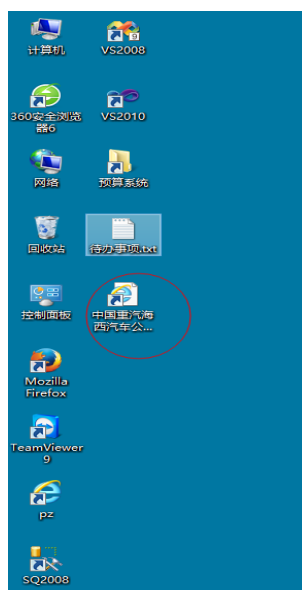 计算机
VS2008
360安全浏览
器6
VS2010
网络
预算系统
回收站
待办事项.txt
控制面板
中国重汽海
西汽车公...
Mozilla
Firefox
TeamViewer
9
pz
SQ2008